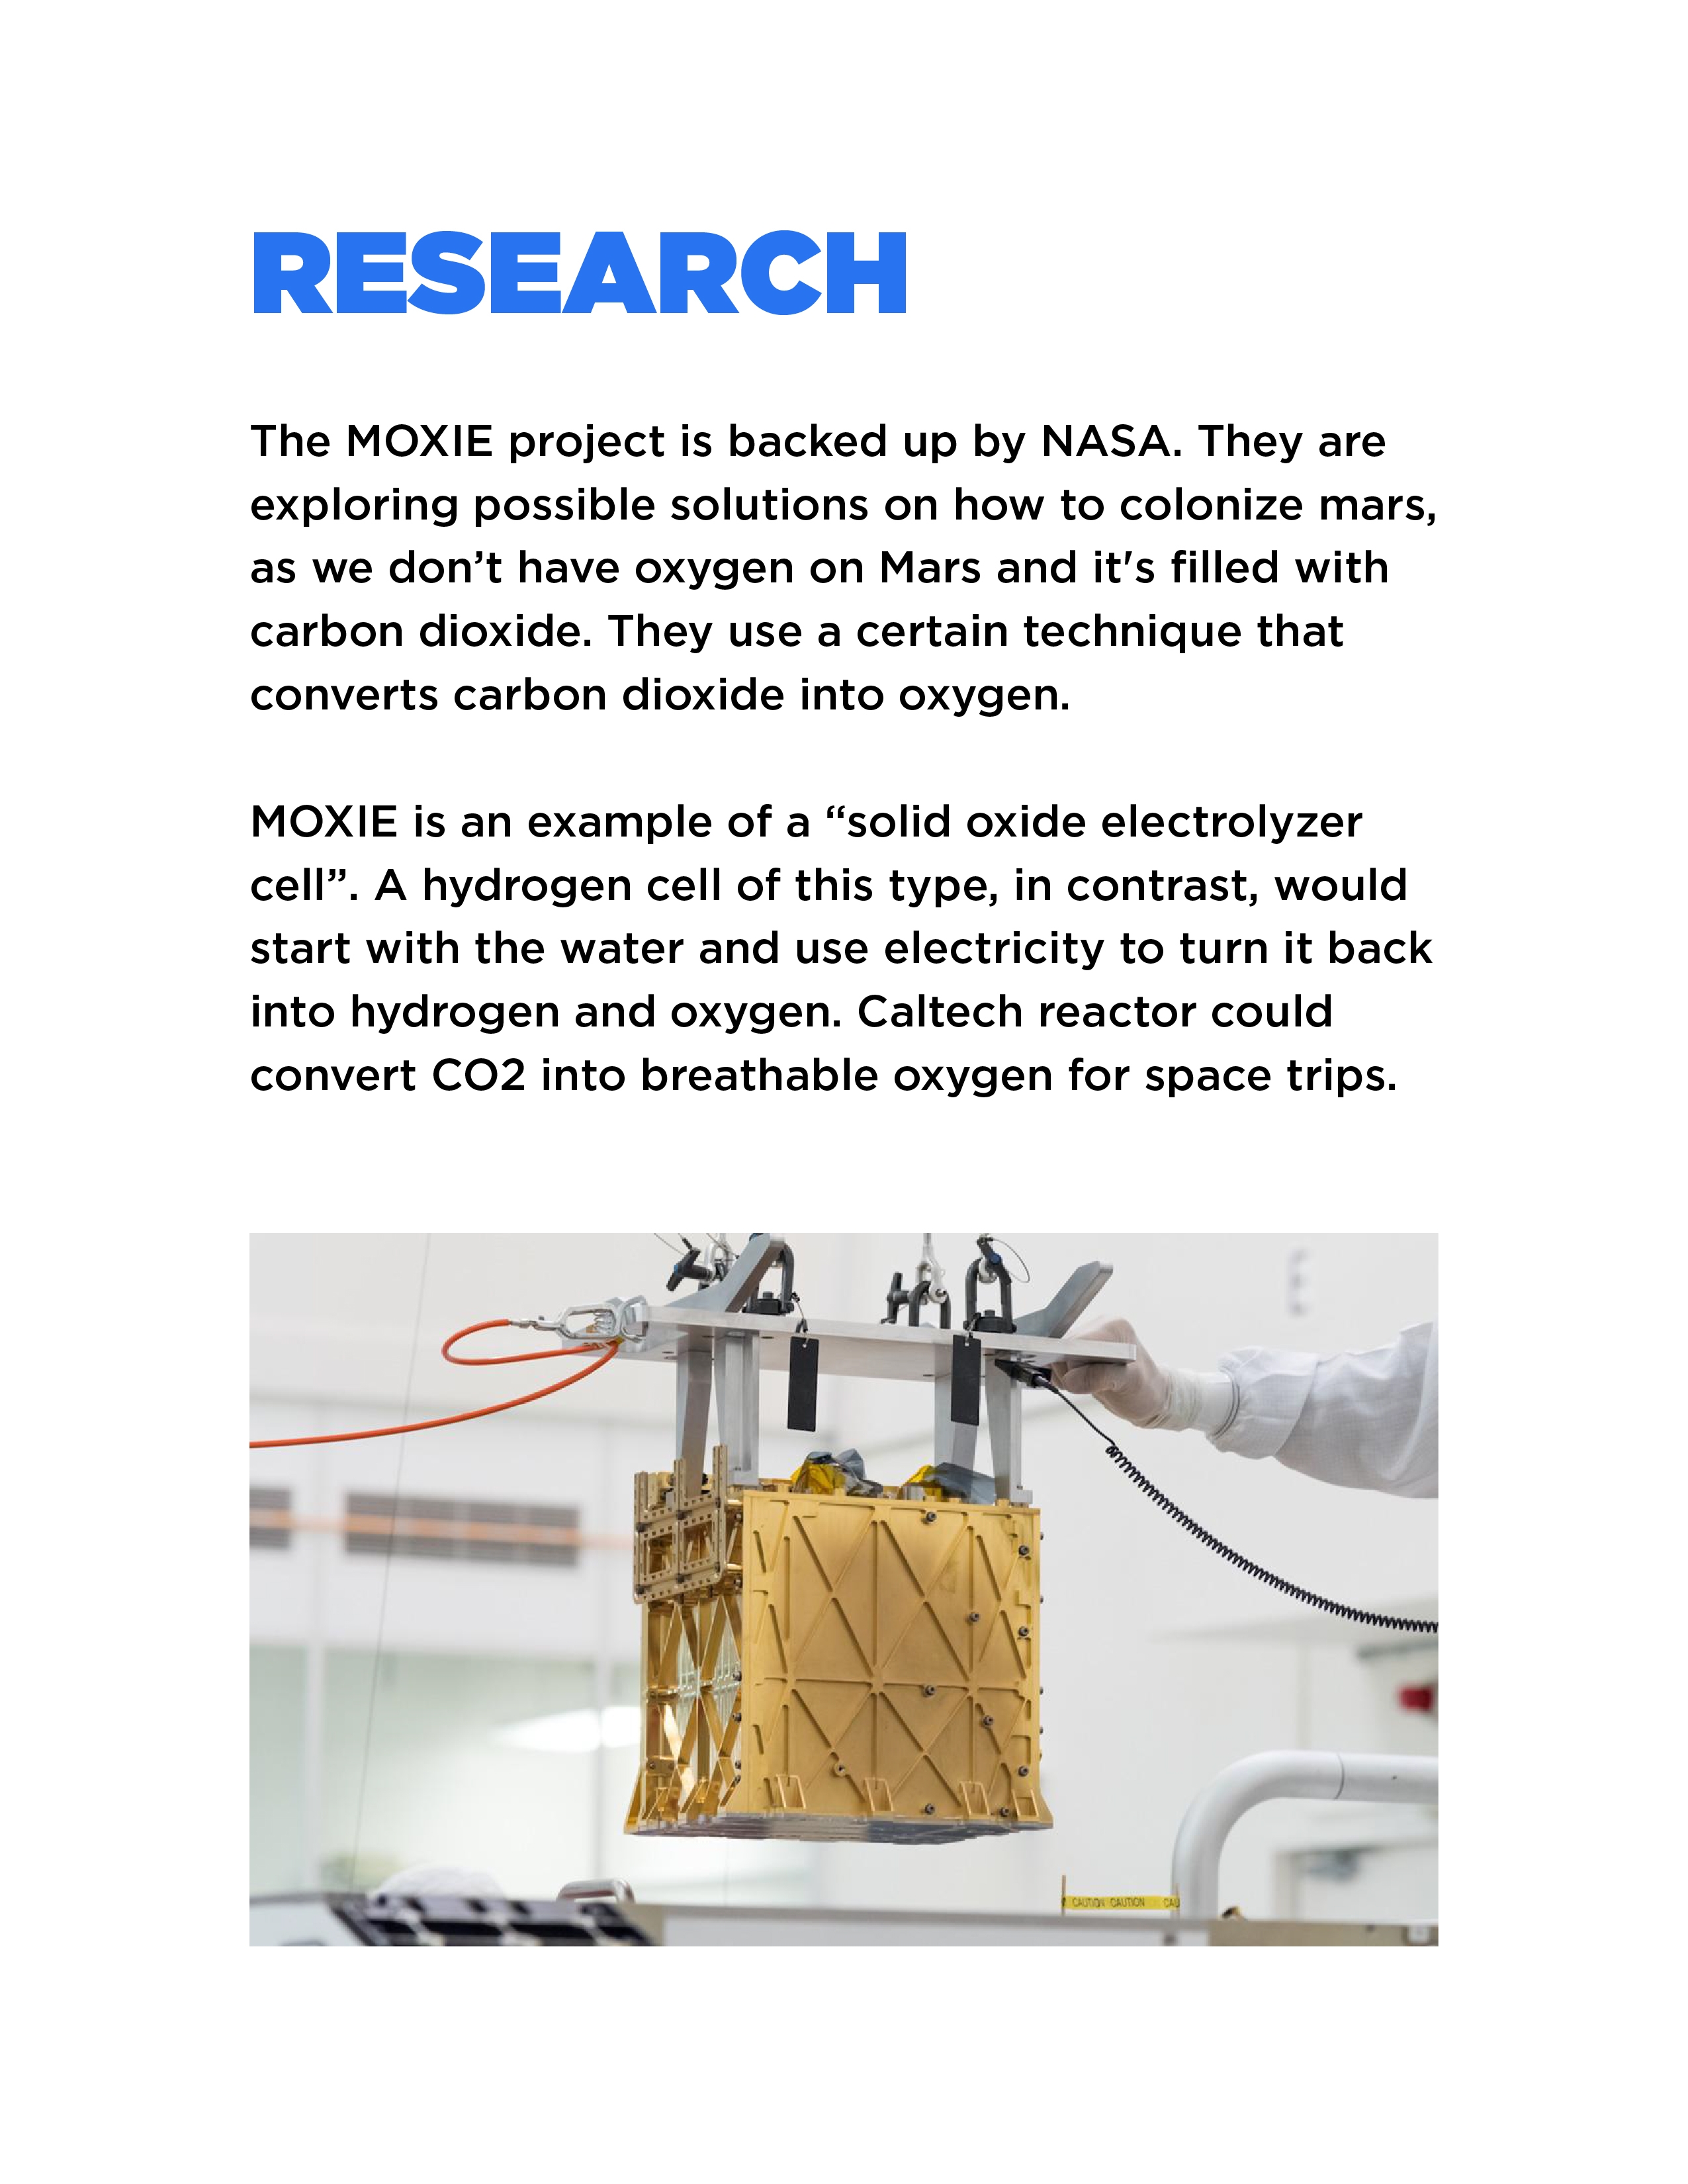 RESEARCH
The MOXIE project is backed up by NASA. They are
exploring possible solutions on how to colonize mars,
as we don’t have oxygen on Mars and it's filled with
carbon dioxide. They use a certain technique that
converts carbon dioxide into oxygen.
MOXIE is an example of a “solid oxide electrolyzer
cell”. A hydrogen cell of this type, in contrast, would
start with the water and use electricity to turn it back
into hydrogen and oxygen. Caltech reactor could
convert CO2 into breathable oxygen for space trips.
CAUTION CAUTION CAU